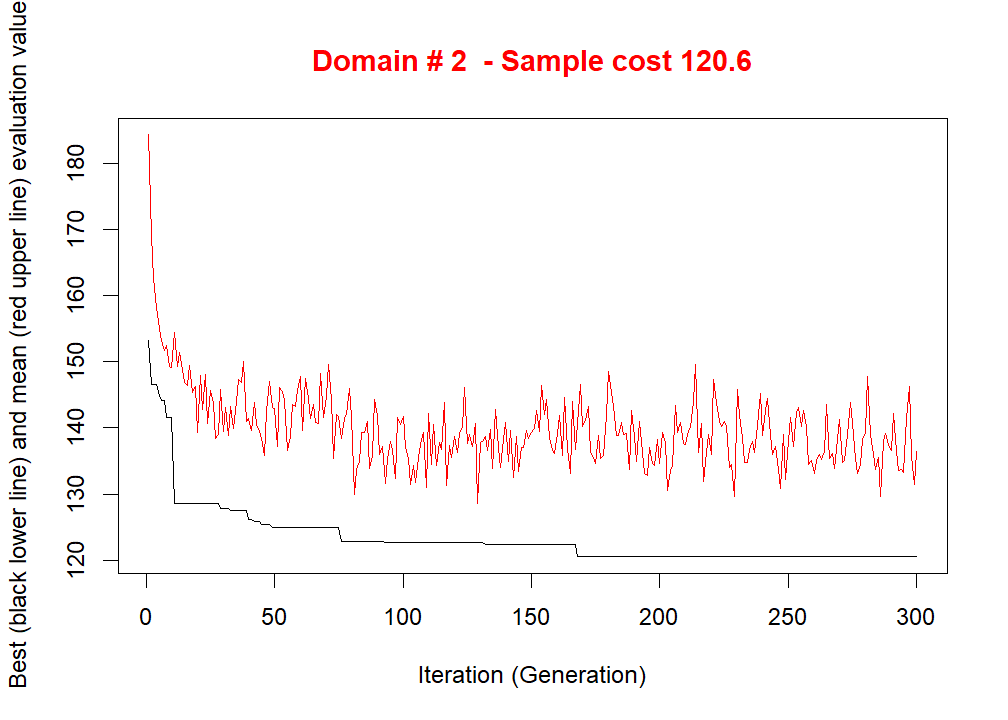 Domain # 2  - Sample cost 120.6
Best (black lower line) and mean (red upper line) evaluation value
180
170
160
150
140
130
120
0 50 100 150 200 250 300
Iteration (Generation)